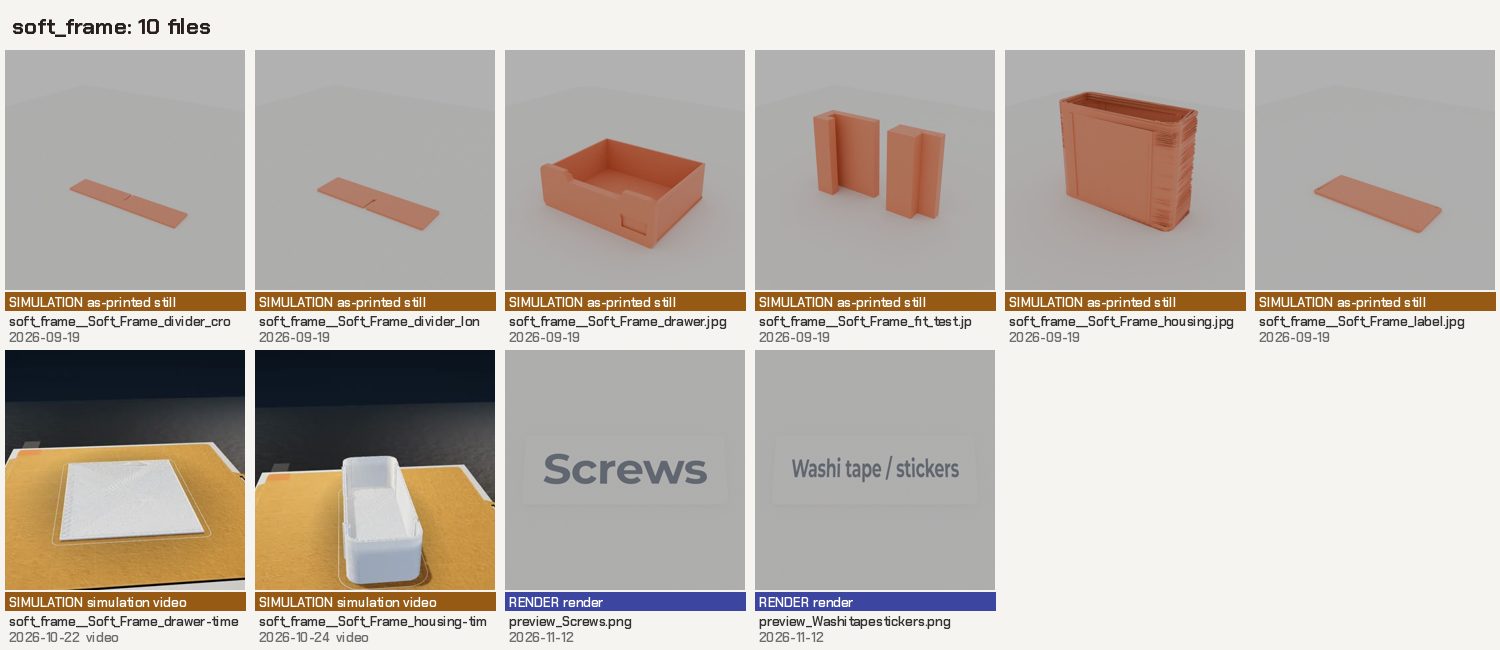 soft_frame: 10 files
SIMULATION as-printed still
soft_frame__Soft_Frame_divider_cro
2026-09-19
SIMULATION as-printed still
soft_frame__Soft_Frame_divider_lon
2026-09-19
SIMULATION as-printed still
soft_frame__Soft_Frame_drawer.jpg
2026-09-19
SIMULATION as-printed still
soft_frame__Soft_Frame_fit_test.jp
2026-09-19
SIMULATION as-printed still
soft_frame__Soft_Frame_housing.jpg
2026-09-19
SIMULATION as-printed still
soft_frame__Soft_Frame_label.jpg
2026-09-19
SIMULATION simulation video
soft_frame__Soft_Frame_drawer-time
2026-10-22 video
SIMULATION simulation video
soft_frame__Soft_Frame_housing-tim
2026-10-24 video
Screws
RENDER render
preview_Screws.png
2026-11-12
Washi tape / stickers
RENDER render
preview_Washitapestickers.png
2026-11-12